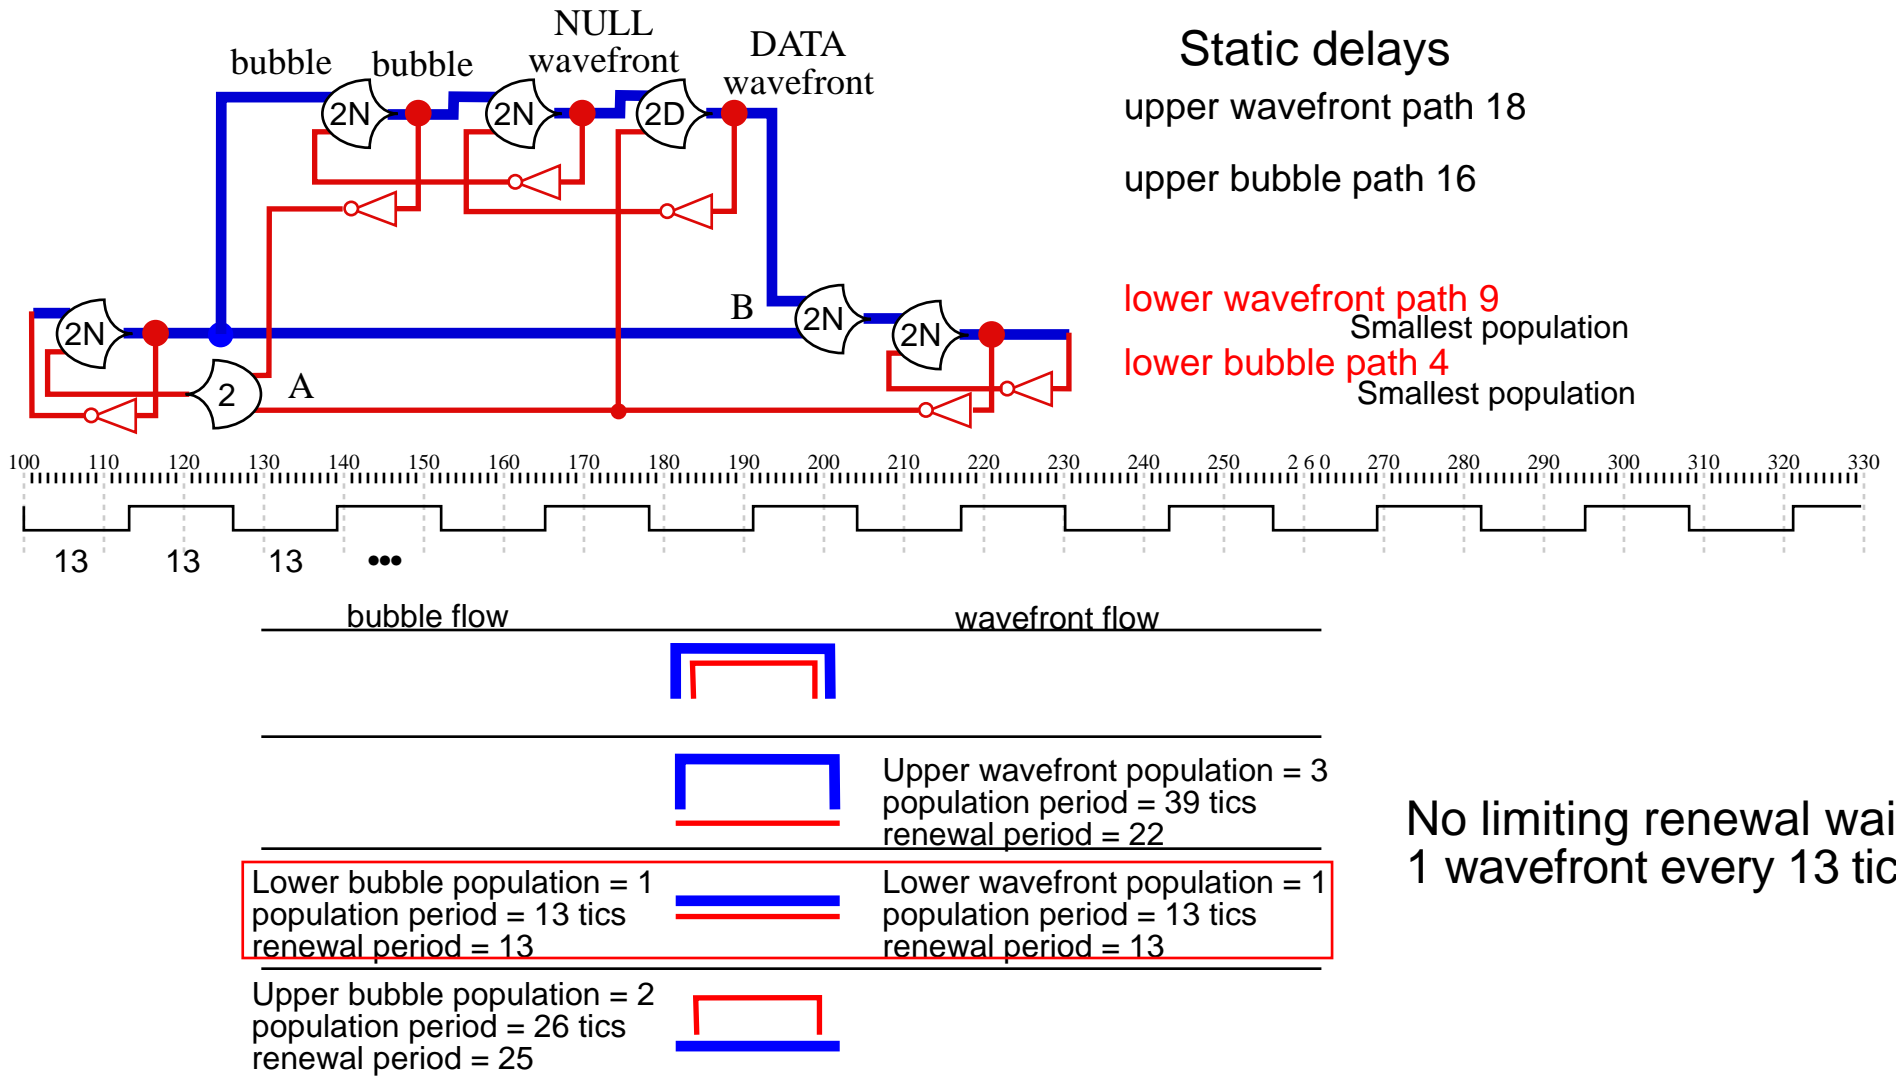 NULL
wavefront
DATA
wavefront
bubble
bubble
2N
2N
2D
Static delays
upper wavefront path 18
upper bubble path 16
lower wavefront path 9
Smallest population
lower bubble path 4
Smallest population
B
2N
2N
2N
2
A
100 110 120 130 140 150 160 170 180 190 200 210 220 230 240 250 2 6 0 270 280 290 300 310 320 330
13 13 13 •••
bubble flow
wavefront flow
Upper wavefront population = 3
population period = 39 tics
renewal period = 22
No limiting renewal wai
1 wavefront every 13 tic
Lower bubble population = 1
population period = 13 tics
renewal period = 13
Lower wavefront population = 1
population period = 13 tics
renewal period = 13
Upper bubble population = 2
population period = 26 tics
renewal period = 25